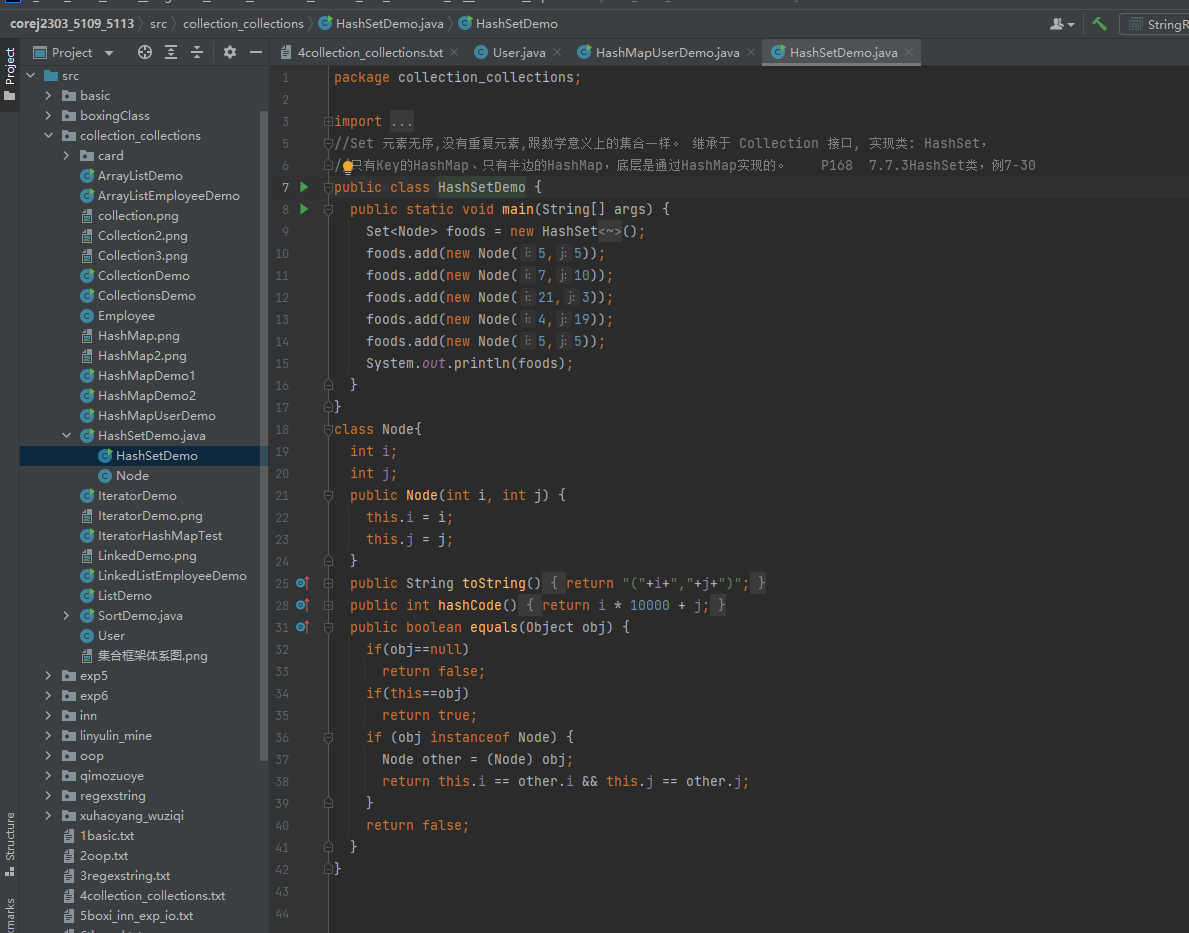 corej2303_5109_5113 › src › collection_collections › HashSetDemo.java › HashSetDemo
StringR
Project
4collection_collections.txt
User.java
HashMapUserDemo.java
HashSetDemo.java
Project
src
basic
boxingClass
collection_collections
card
ArrayListDemo
ArrayListEmployeeDemo
collection.png
Collection2.png
Collection3.png
CollectionDemo
CollectionsDemo
Employee
HashMap.png
HashMap2.png
HashMapDemo1
HashMapDemo2
HashMapUserDemo
HashSetDemo.java
HashSetDemo
Node
IteratorDemo
IteratorDemo.png
IteratorHashMapTest
LinkedDemo.png
LinkedListEmployeeDemo
ListDemo
SortDemo.java
User
集合框架体系图.png
exp5
exp6
inn
linyulin_mine
oop
qimozuoye
regexstring
xuhaoyang_wuziqi
1basic.txt
2oop.txt
3regexstring.txt
4collection_collections.txt
5boxi_inn_exp_io.txt
Structure
1 package collection_collections;
2
3 import ...
5 //Set 元素无序,没有重复元素,跟数学意义上的集合一样。 继承于 Collection 接口, 实现类: HashSet,
6 /只有Key的HashMap、只有半边的HashMap，底层是通过HashMap实现的。 P168 7.7.3HashSet类，例7-30
7 public class HashSetDemo {
8 public static void main(String[] args) {
9 Set<Node> foods = new HashSet<~>();
10 foods.add(new Node( i: 5, j: 5));
11 foods.add(new Node( i: 7, j: 10));
12 foods.add(new Node( i: 21, j: 3));
13 foods.add(new Node( i: 4, j: 19));
14 foods.add(new Node( i: 5, j: 5));
15 System.out.println(foods);
16 }
17 }
18 class Node{
19 int i;
20 int j;
21 public Node(int i, int j) {
22 this.i = i;
23 this.j = j;
24 }
25 public String toString() { return "("+i+","+j+")"; }
28 public int hashCode() { return i * 10000 + j; }
31 public boolean equals(Object obj) {
32 if(obj==null)
33 return false;
34 if(this==obj)
35 return true;
36 if (obj instanceof Node) {
37 Node other = (Node) obj;
38 return this.i == other.i && this.j == other.j;
39 }
40 return false;
41 }
42 }
43
44